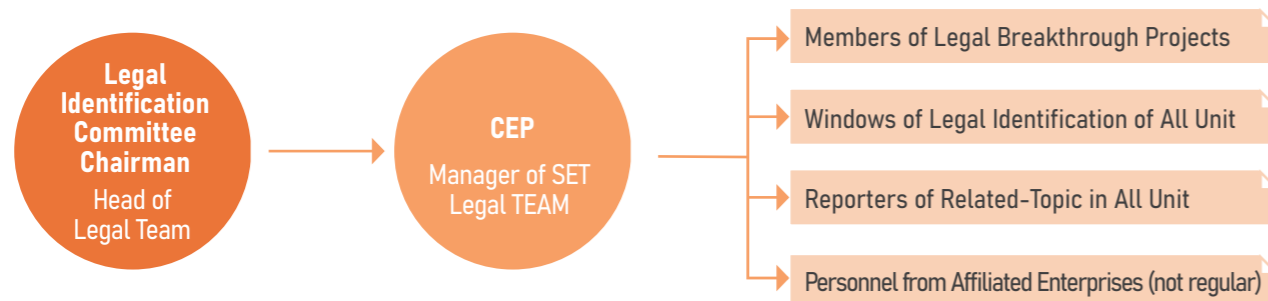 Legal
Identification
Committee
Chairman
Head of
Legal Team
CEP
Manager of SET
Legal TEAM
Members of Legal Breakthrough Projects
Windows of Legal Identification of All Unit
Reporters of Related-Topic in All Unit
Personnel from Affiliated Enterprises (not regular)